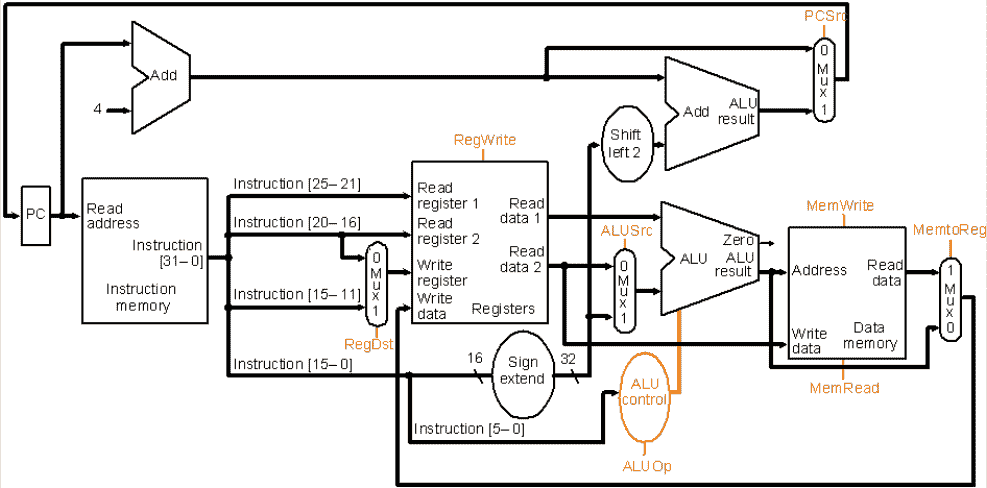 PCSrc
0
M
u
x
1
Add
4
Add
ALU
result
Shift
left 2
RegWrite
PC
Read
address
Instruction
[31–0]
Instruction
memory
Instruction [25–21]
Instruction [20–16]
Instruction [15–11]
Instruction [15–0]
Instruction [5–0]
0
M
u
x
1
RegDst
Read
register 1
Read
register 2
Write
register
Write
data
Read
data 1
Read
data 2
Registers
16
Sign
extend
32
ALUSrc
0
M
u
x
1
Zero
ALU
ALU
result
ALU
control
ALUOp
MemWrite
Address
Read
data
Write
data
Data
memory
MemRead
MemtoReg
1
M
u
x
0